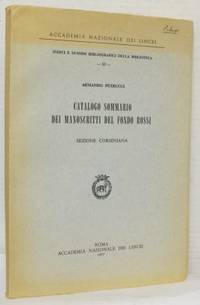 ACCADEMIA NAZIONALE DEI LINCEI
INDICI E SUSSIDI BIBLIOGRAFICI DELLA BIBLIOTECA
ARMANDO PETRUCCI
CATALOGO SOMMARIO
DEI MANOSCRITTI DEL FONDO ROSSI
SEZIONE CORSINIANA
ROMA
ACCADEMIA NAZIONALE DEI LINCEI
1977